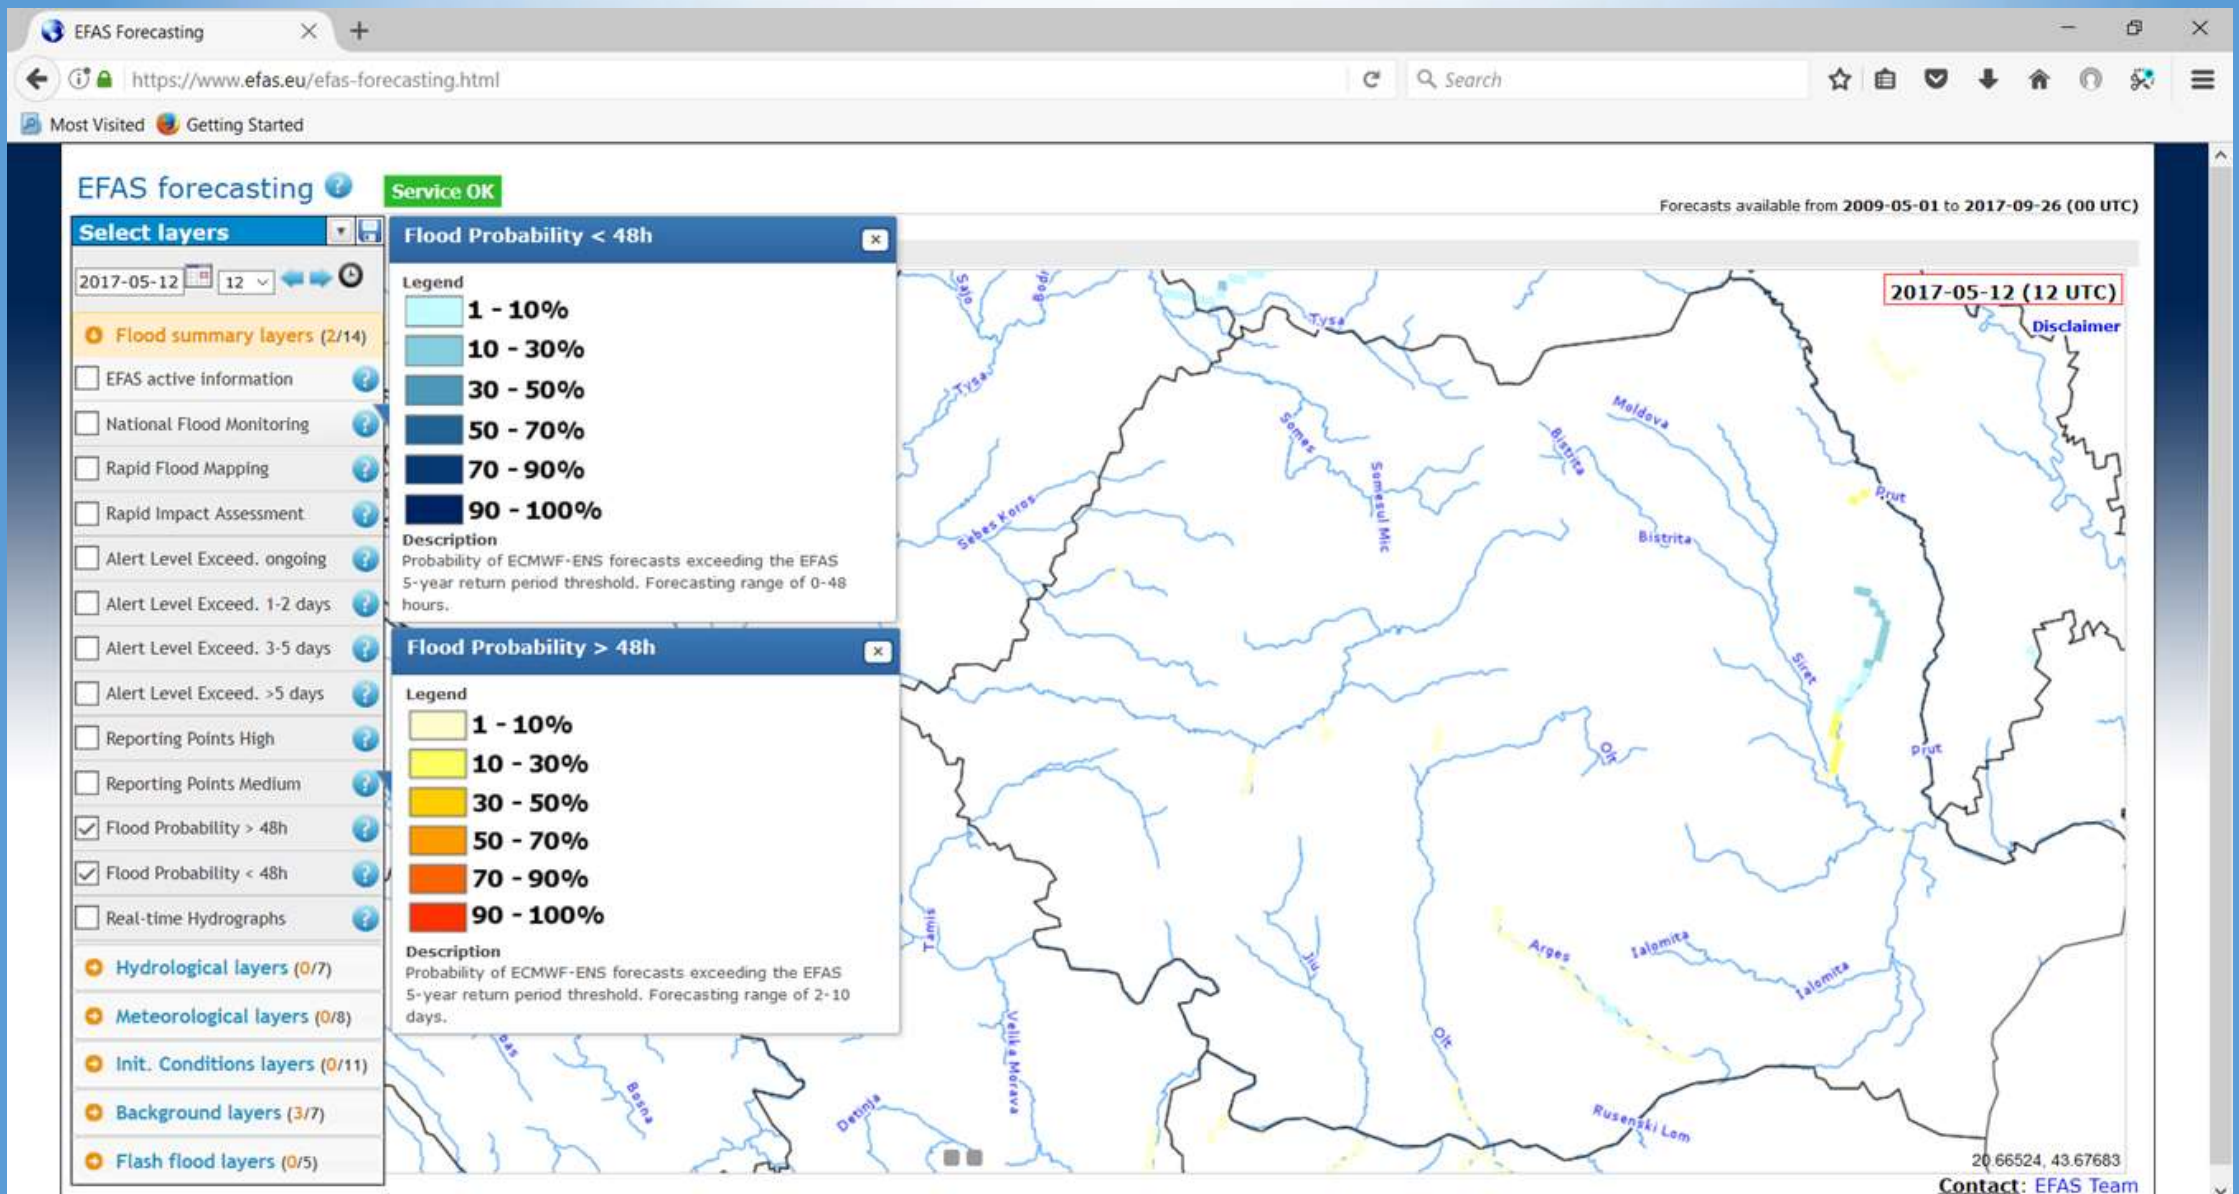 EFAS Forecasting
https://www.efas.eu/efas-forecasting.html
Search
Most Visited
Getting Started
EFAS forecasting
Service OK
Forecasts available from 2009-05-01 to 2017-09-26 (00 UTC)
Select layers
2017-05-12
12
Flood summary layers (2/14)
EFAS active information
National Flood Monitoring
Rapid Flood Mapping
Rapid Impact Assessment
Alert Level Exceed. ongoing
Alert Level Exceed. 1-2 days
Alert Level Exceed. 3-5 days
Alert Level Exceed. >5 days
Reporting Points High
Reporting Points Medium
Flood Probability > 48h
Flood Probability < 48h
Real-time Hydrographs
Hydrological layers (0/7)
Meteorological layers (0/8)
Init. Conditions layers (0/11)
Background layers (3/7)
Flash flood layers (0/5)
Flood Probability < 48h
Legend
1 - 10%
10 - 30%
30 - 50%
50 - 70%
70 - 90%
90 - 100%
Description
Probability of ECMWF-ENS forecasts exceeding the EFAS
5-year return period threshold. Forecasting range of 0-48
hours.
Flood Probability > 48h
Legend
1 - 10%
10 - 30%
30 - 50%
50 - 70%
70 - 90%
90 - 100%
Description
Probability of ECMWF-ENS forecasts exceeding the EFAS
5-year return period threshold. Forecasting range of 2-10
days.
2017-05-12 (12 UTC)
Disclaimer
Sajo
Tysa
Tysa
Somes
Somesul Mic
Moldova
Bistrita
Bistrita
Prut
Sebes Koros
Siret
Prut
Olt
Tamis
Jiu
Arges
Ialomita
Ialomita
Olt
Velika Morava
Bosna
Detinja
Rusenski Lom
20.66524, 43.67683
Contact: EFAS Team